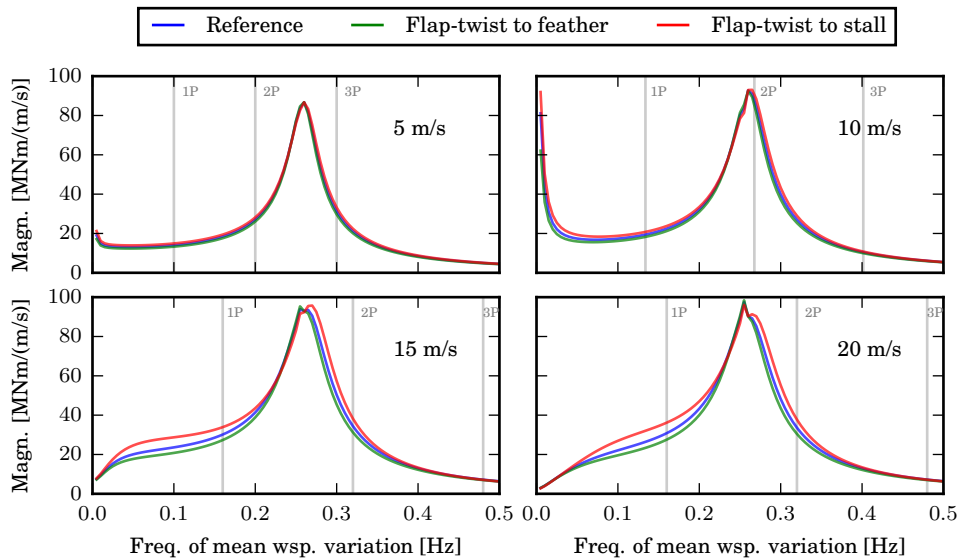 Reference Flap-twist to feather Flap-twist to stall
Magn. [MNm/(m/s)]
100
80
60
40
20
0
1P 2P 3P
5 m/s
1P 2P 3P
10 m/s
Magn. [MNm/(m/s)]
100
80
60
40
20
0
1P 2P 3P
15 m/s
1P 2P 3P
20 m/s
0.0 0.1 0.2 0.3 0.4 0.5
0.0 0.1 0.2 0.3 0.4 0.5
Freq. of mean wsp. variation [Hz]
Freq. of mean wsp. variation [Hz]